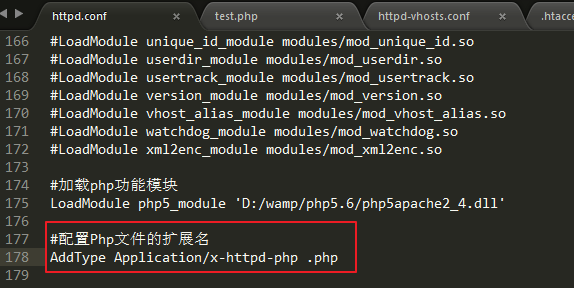 httpd.conf × test.php × httpd-vhosts.conf × .htacce
166 #LoadModule unique_id_module modules/mod_unique_id.so
167 #LoadModule userdir_module modules/mod_userdir.so
168 #LoadModule usertrack_module modules/mod_usertrack.so
169 #LoadModule version_module modules/mod_version.so
170 #LoadModule vhost_alias_module modules/mod_vhost_alias.so
171 #LoadModule watchdog_module modules/mod_watchdog.so
172 #LoadModule xml2enc_module modules/mod_xml2enc.so
173
174 #加载php功能模块
175 LoadModule php5_module 'D:/wamp/php5.6/php5apache2_4.dll'
176
177 #配置Php文件的扩展名
178 AddType Application/x-httpd-php .php
179